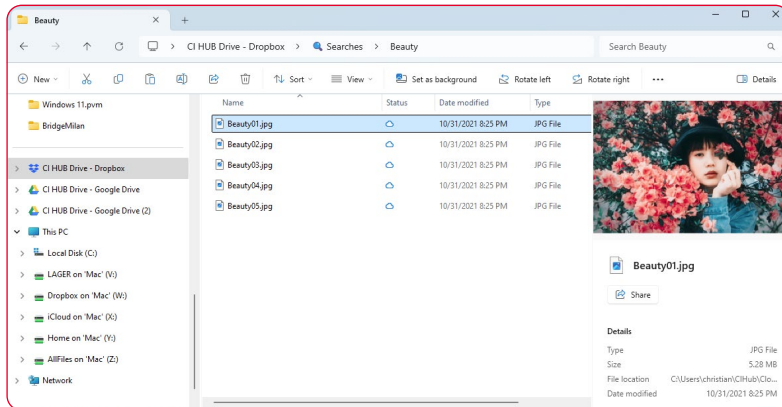 Beauty
CI HUB Drive - Dropbox > Searches > Beauty
Search Beauty
New
Sort
View
Set as background
Rotate left
Rotate right
Details
Windows 11.pvm
BridgeMilan
CI HUB Drive - Dropbox
CI HUB Drive - Google Drive
CI HUB Drive - Google Drive (2)
This PC
Local Disk (C:)
LAGER on 'Mac' (V:)
Dropbox on 'Mac' (W:)
iCloud on 'Mac' (X:)
Home on 'Mac' (Y:)
AllFiles on 'Mac' (Z:)
Network
Name Status Date modified Type
Beauty01.jpg 10/31/2021 8:25 PM JPG File
Beauty02.jpg 10/31/2021 8:25 PM JPG File
Beauty03.jpg 10/31/2021 8:25 PM JPG File
Beauty04.jpg 10/31/2021 8:25 PM JPG File
Beauty05.jpg 10/31/2021 8:25 PM JPG File
Beauty01.jpg
Share
Details
Type JPG File
Size 5.28 MB
File location C:\Users\christian\CIHub\Clo...
Date modified 10/31/2021 8:25 PM